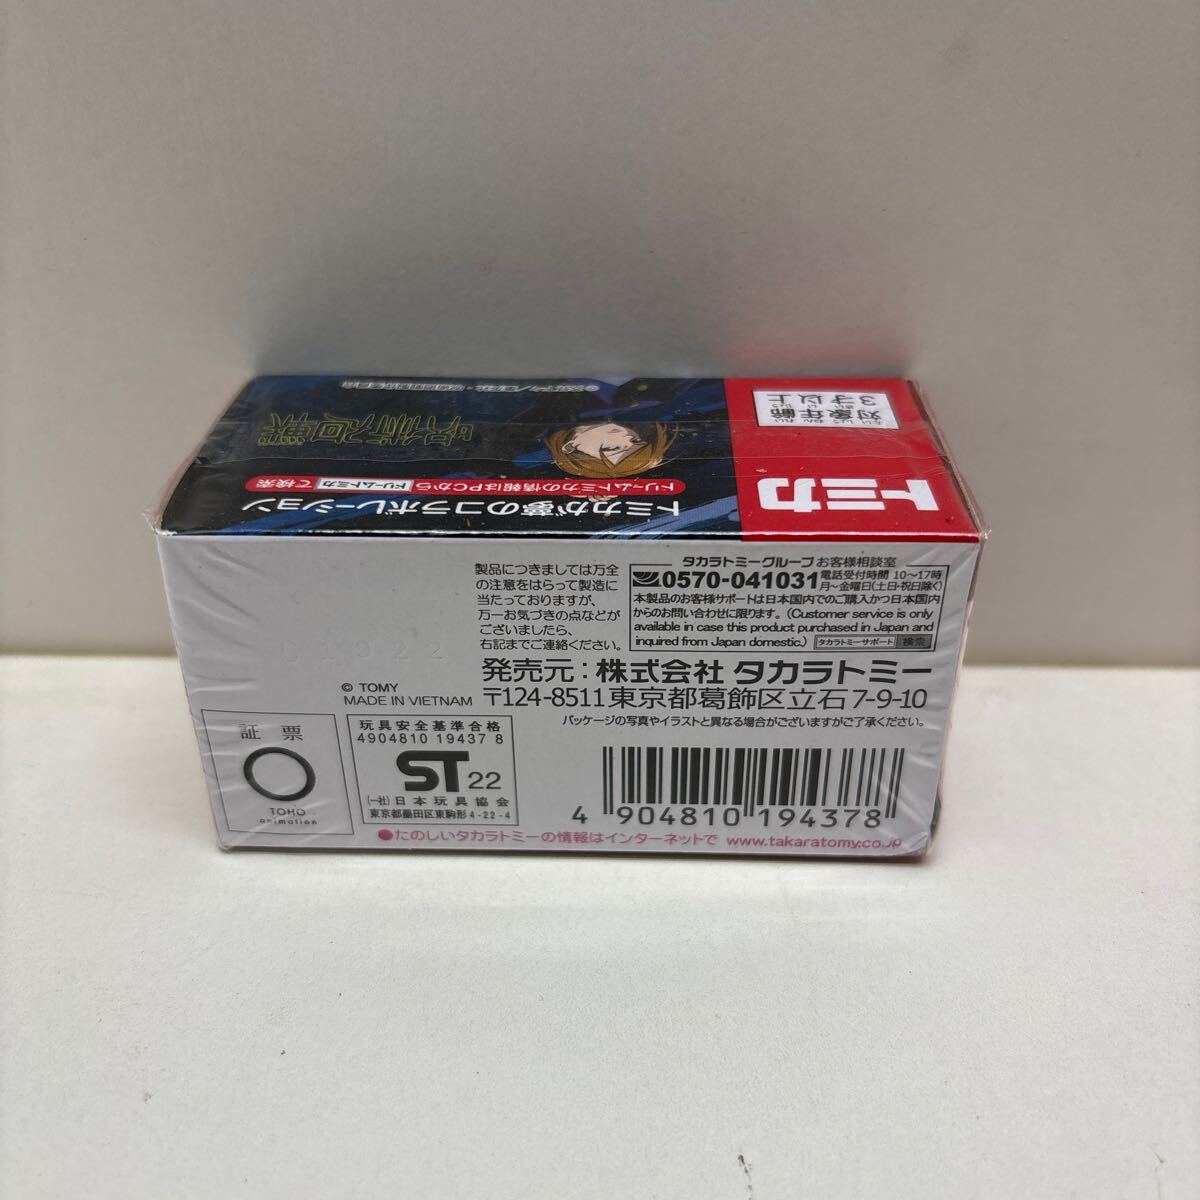 トミカ
対象年齢
たいしょうねんれい
3才以上
さいいじょう
呪術廻戦
トミカが夢のコラボレーション
ドリームトミカの情報はPCから ドリームトミカ で検索
製品につきましては万全
の注意をはらって製造に
当たっておりますが、
万一お気づきの点などが
ございましたら、
右記までご連絡ください。
タカラトミーグループ お客様相談室
0570-041031 電話受付時間 10〜17時
月〜金曜日(土日・祝日除く)
本製品のお客様サポートは日本国内でのご購入かつ日本国内
からのお問い合わせに限ります。(Customer service is only
available in case this product purchased in Japan and
inquired from Japan domestic.) タカラトミーサポート 検索
発売元:株式会社 タカラトミー
〒124-8511 東京都葛飾区立石 7-9-10
パッケージの写真やイラストと異なる場合がございますがご了承ください。
© TOMY
MADE IN VIETNAM
証 票
TOHO
animation
玩具安全基準合格
4904810 19437 8
ST 22
(一社)日本玩具協会
東京都墨田区東駒形4-22-4
4 904810 194378
●たのしいタカラトミーの情報はインターネットで www.takaratomy.co.jp